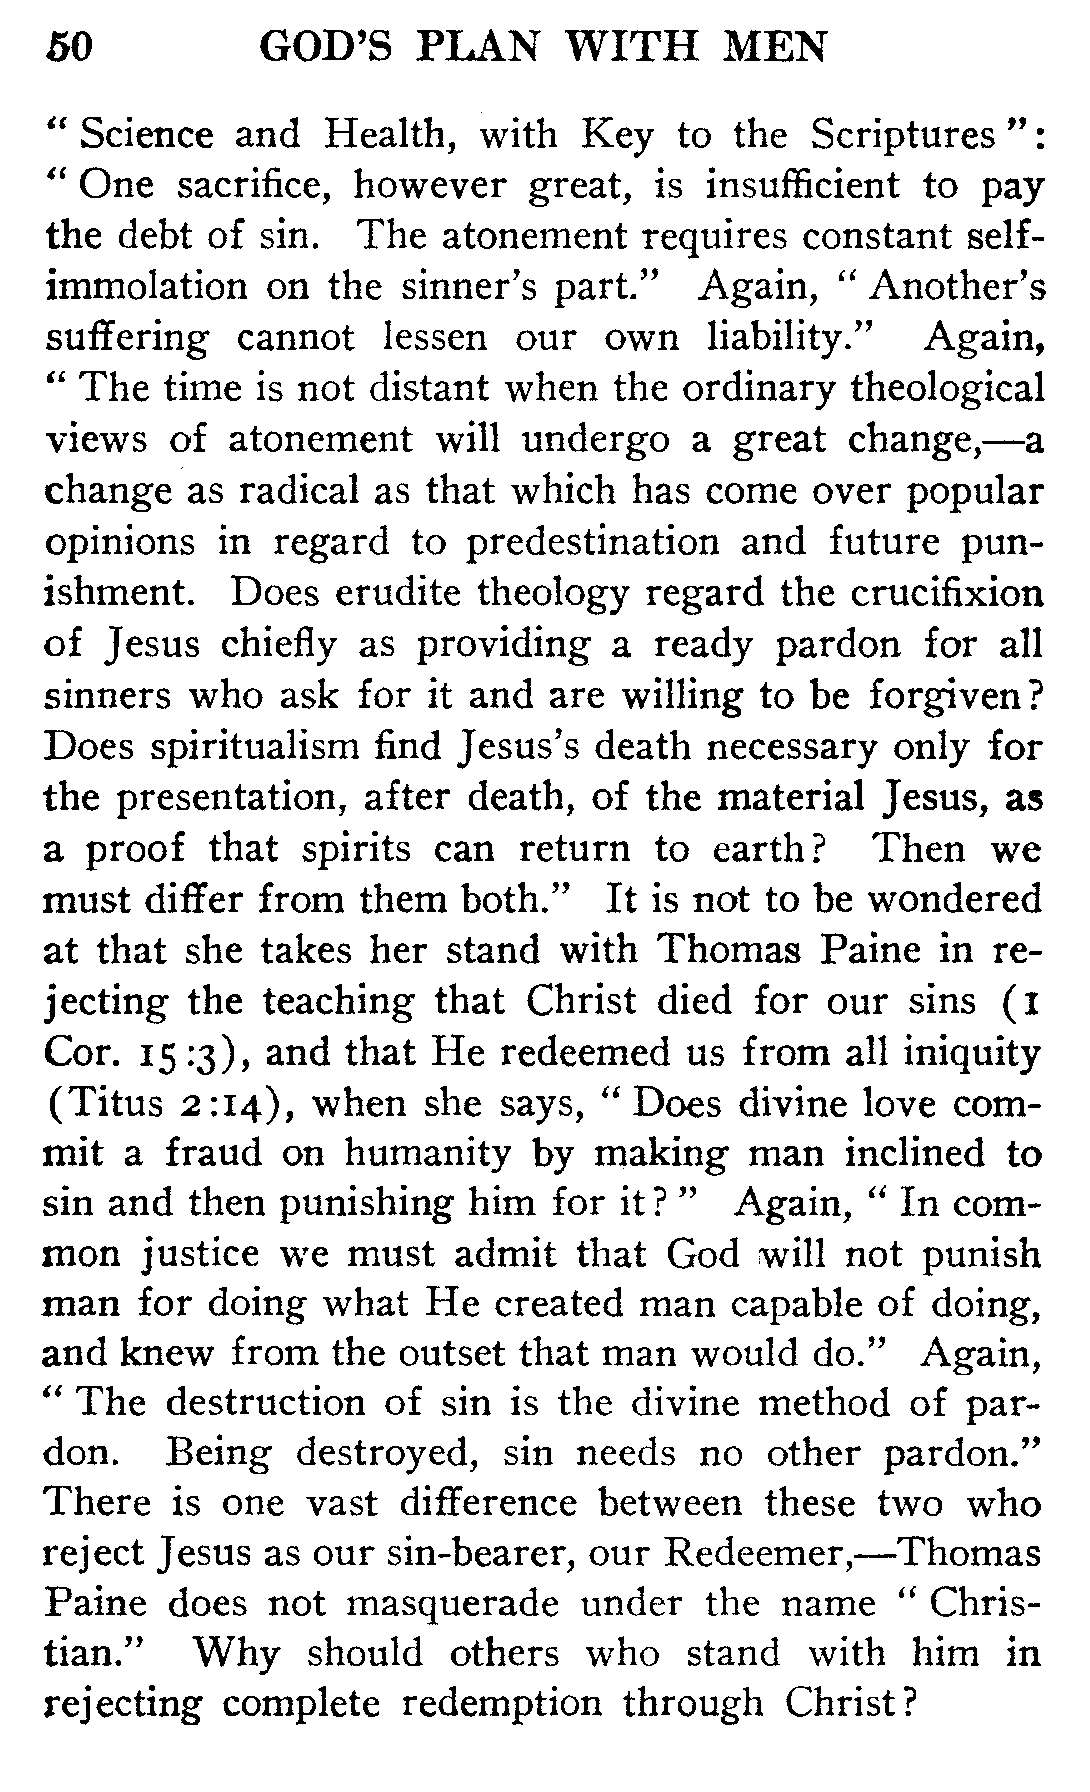 50 GOD'S PLAN WITH MEN
" Science and Health, with Key to the Scriptures ":
" One sacrifice, however great, is insufficient to pay
the debt of sin. The atonement requires constant self-
immolation on the sinner's part." Again, " Another's
suffering cannot lessen our own liability." Again,
" The time is not distant when the ordinary theological
views of atonement will undergo a great change,—a
change as radical as that which has come over popular
opinions in regard to predestination and future pun-
ishment. Does erudite theology regard the crucifixion
of Jesus chiefly as providing a ready pardon for all
sinners who ask for it and are willing to be forgiven?
Does spiritualism find Jesus's death necessary only for
the presentation, after death, of the material Jesus, as
a proof that spirits can return to earth? Then we
must differ from them both." It is not to be wondered
at that she takes her stand with Thomas Paine in re-
jecting the teaching that Christ died for our sins (1
Cor. 15:3), and that He redeemed us from all iniquity
(Titus 2:14), when she says, " Does divine love com-
mit a fraud on humanity by making man inclined to
sin and then punishing him for it? " Again, " In com-
mon justice we must admit that God will not punish
man for doing what He created man capable of doing,
and knew from the outset that man would do." Again,
" The destruction of sin is the divine method of par-
don. Being destroyed, sin needs no other pardon."
There is one vast difference between these two who
reject Jesus as our sin-bearer, our Redeemer,—Thomas
Paine does not masquerade under the name " Chris-
tian." Why should others who stand with him in
rejecting complete redemption through Christ?